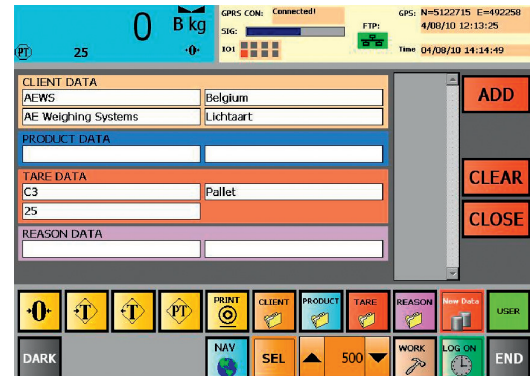 0 B kg
PT 25 ·0·
GPRS CON: Connected!
SIG:
IO1
FTP:
GPS: N=5122715 E=492258
4/08/10 12:13:25
Time 04/08/10 14:14:49
CLIENT DATA
AEWS Belgium
AE Weighing Systems Lichtaart
PRODUCT DATA
TARE DATA
C3 Pallet
25
REASON DATA
ADD
CLEAR
CLOSE
·0· T T PT PRINT CLIENT PRODUCT TARE REASON New Data USER
DARK NAV SEL 500 WORK LOG ON END